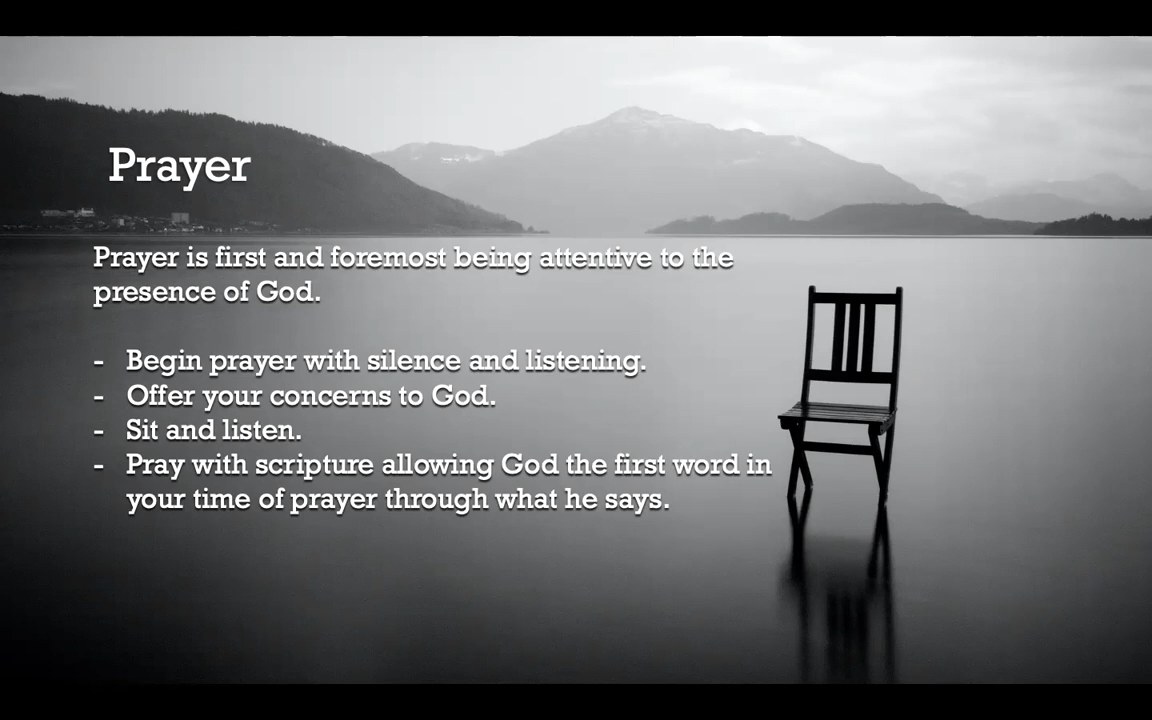 Prayer
Prayer is first and foremost being attentive to the
presence of God.
- Begin prayer with silence and listening.
- Offer your concerns to God.
- Sit and listen.
- Pray with scripture allowing God the first word in
your time of prayer through what he says.